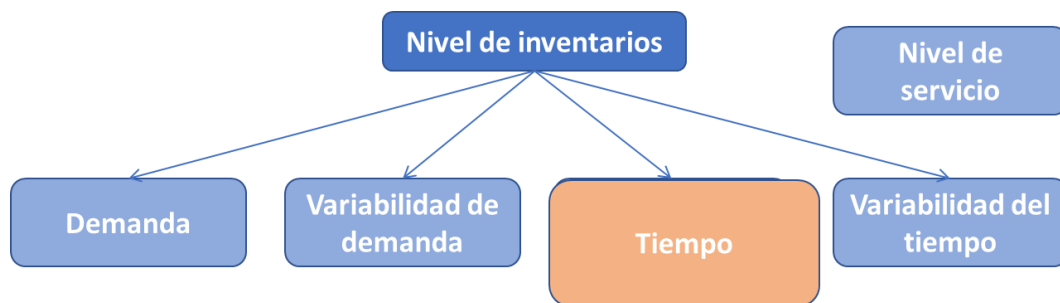 Nivel de inventarios
Nivel de
servicio
Demanda
Variabilidad de
demanda
Tiempo
Variabilidad del
tiempo